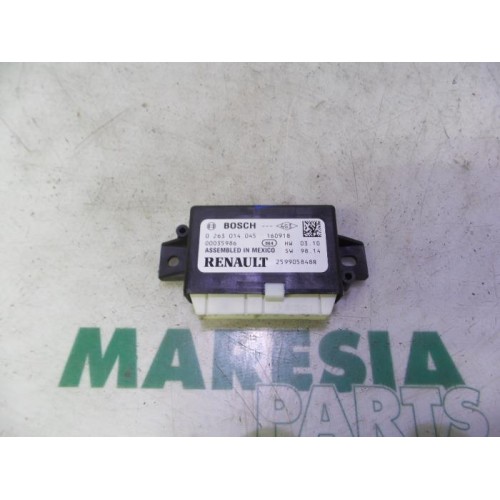 BOSCH
0 263 014 045 160918
00035986 HW 03.10
ASSEMBLED IN MEXICO SW 98.14
RENAULT 259905848R
MARESIA
PARTS